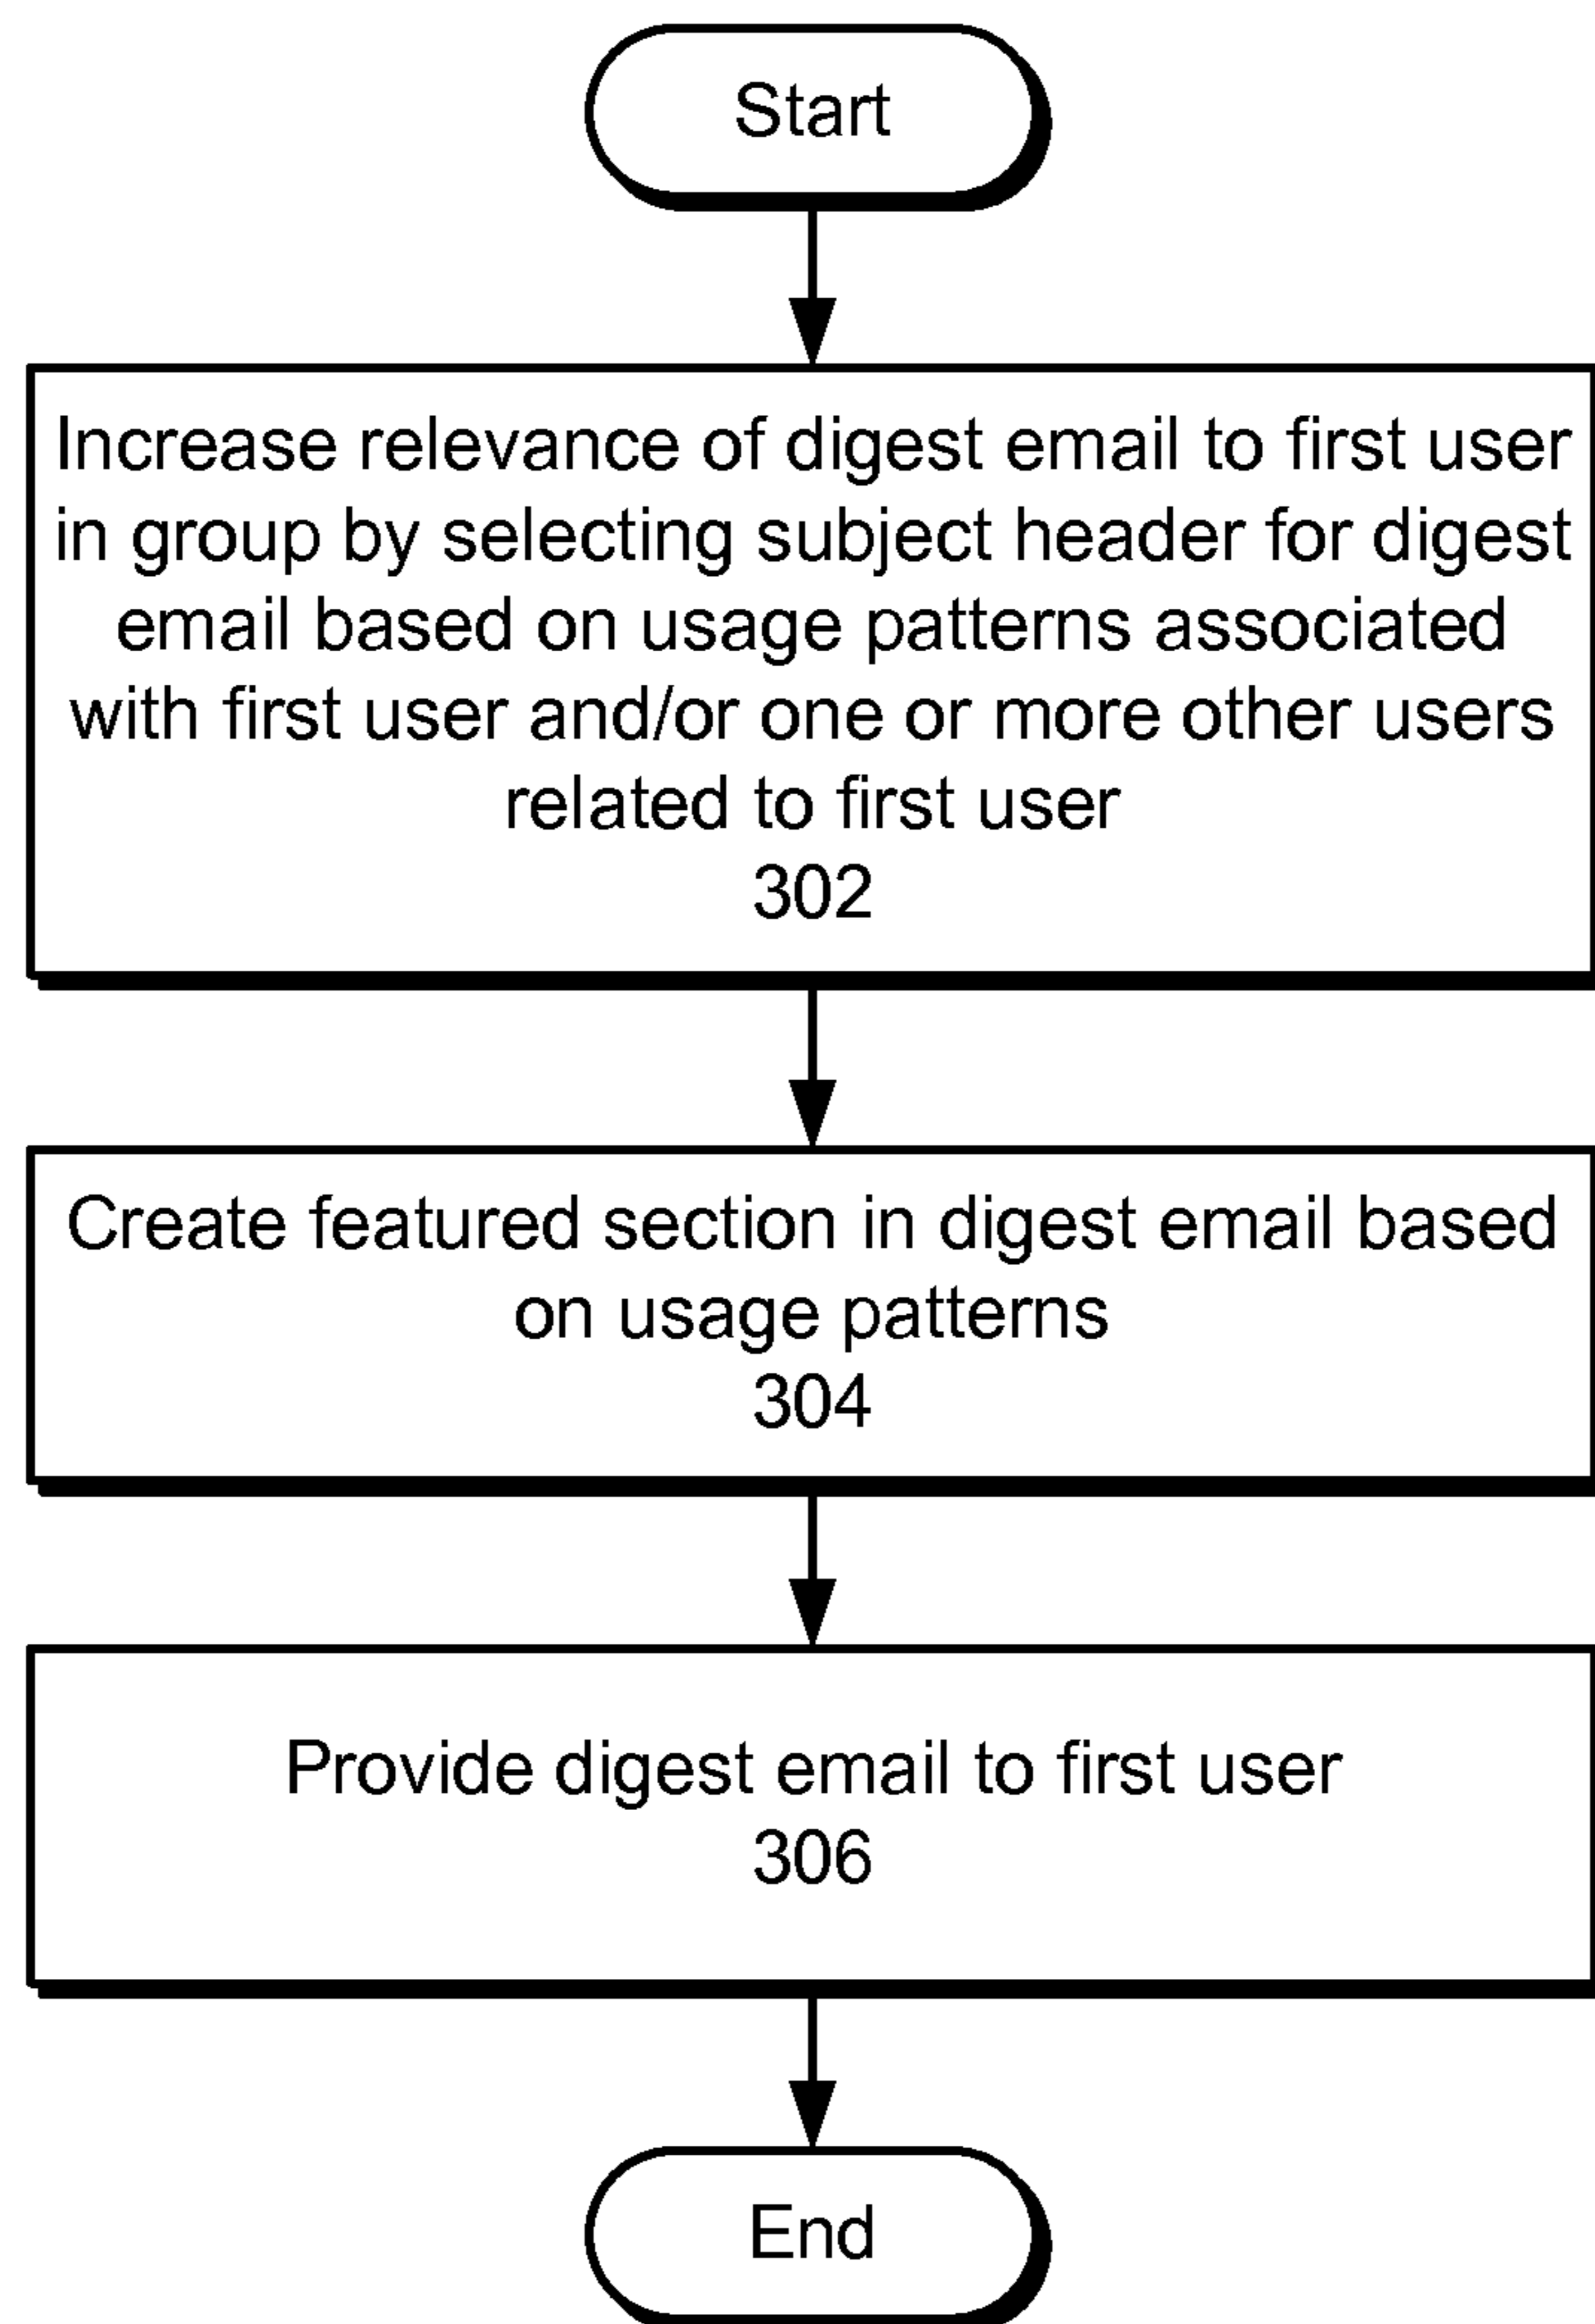 Start
Increase relevance of digest email to first user
in group by selecting subject header for digest
email based on usage patterns associated
with first user and/or one or more other users
related to first user
302
Create featured section in digest email based
on usage patterns
304
Provide digest email to first user
306
End